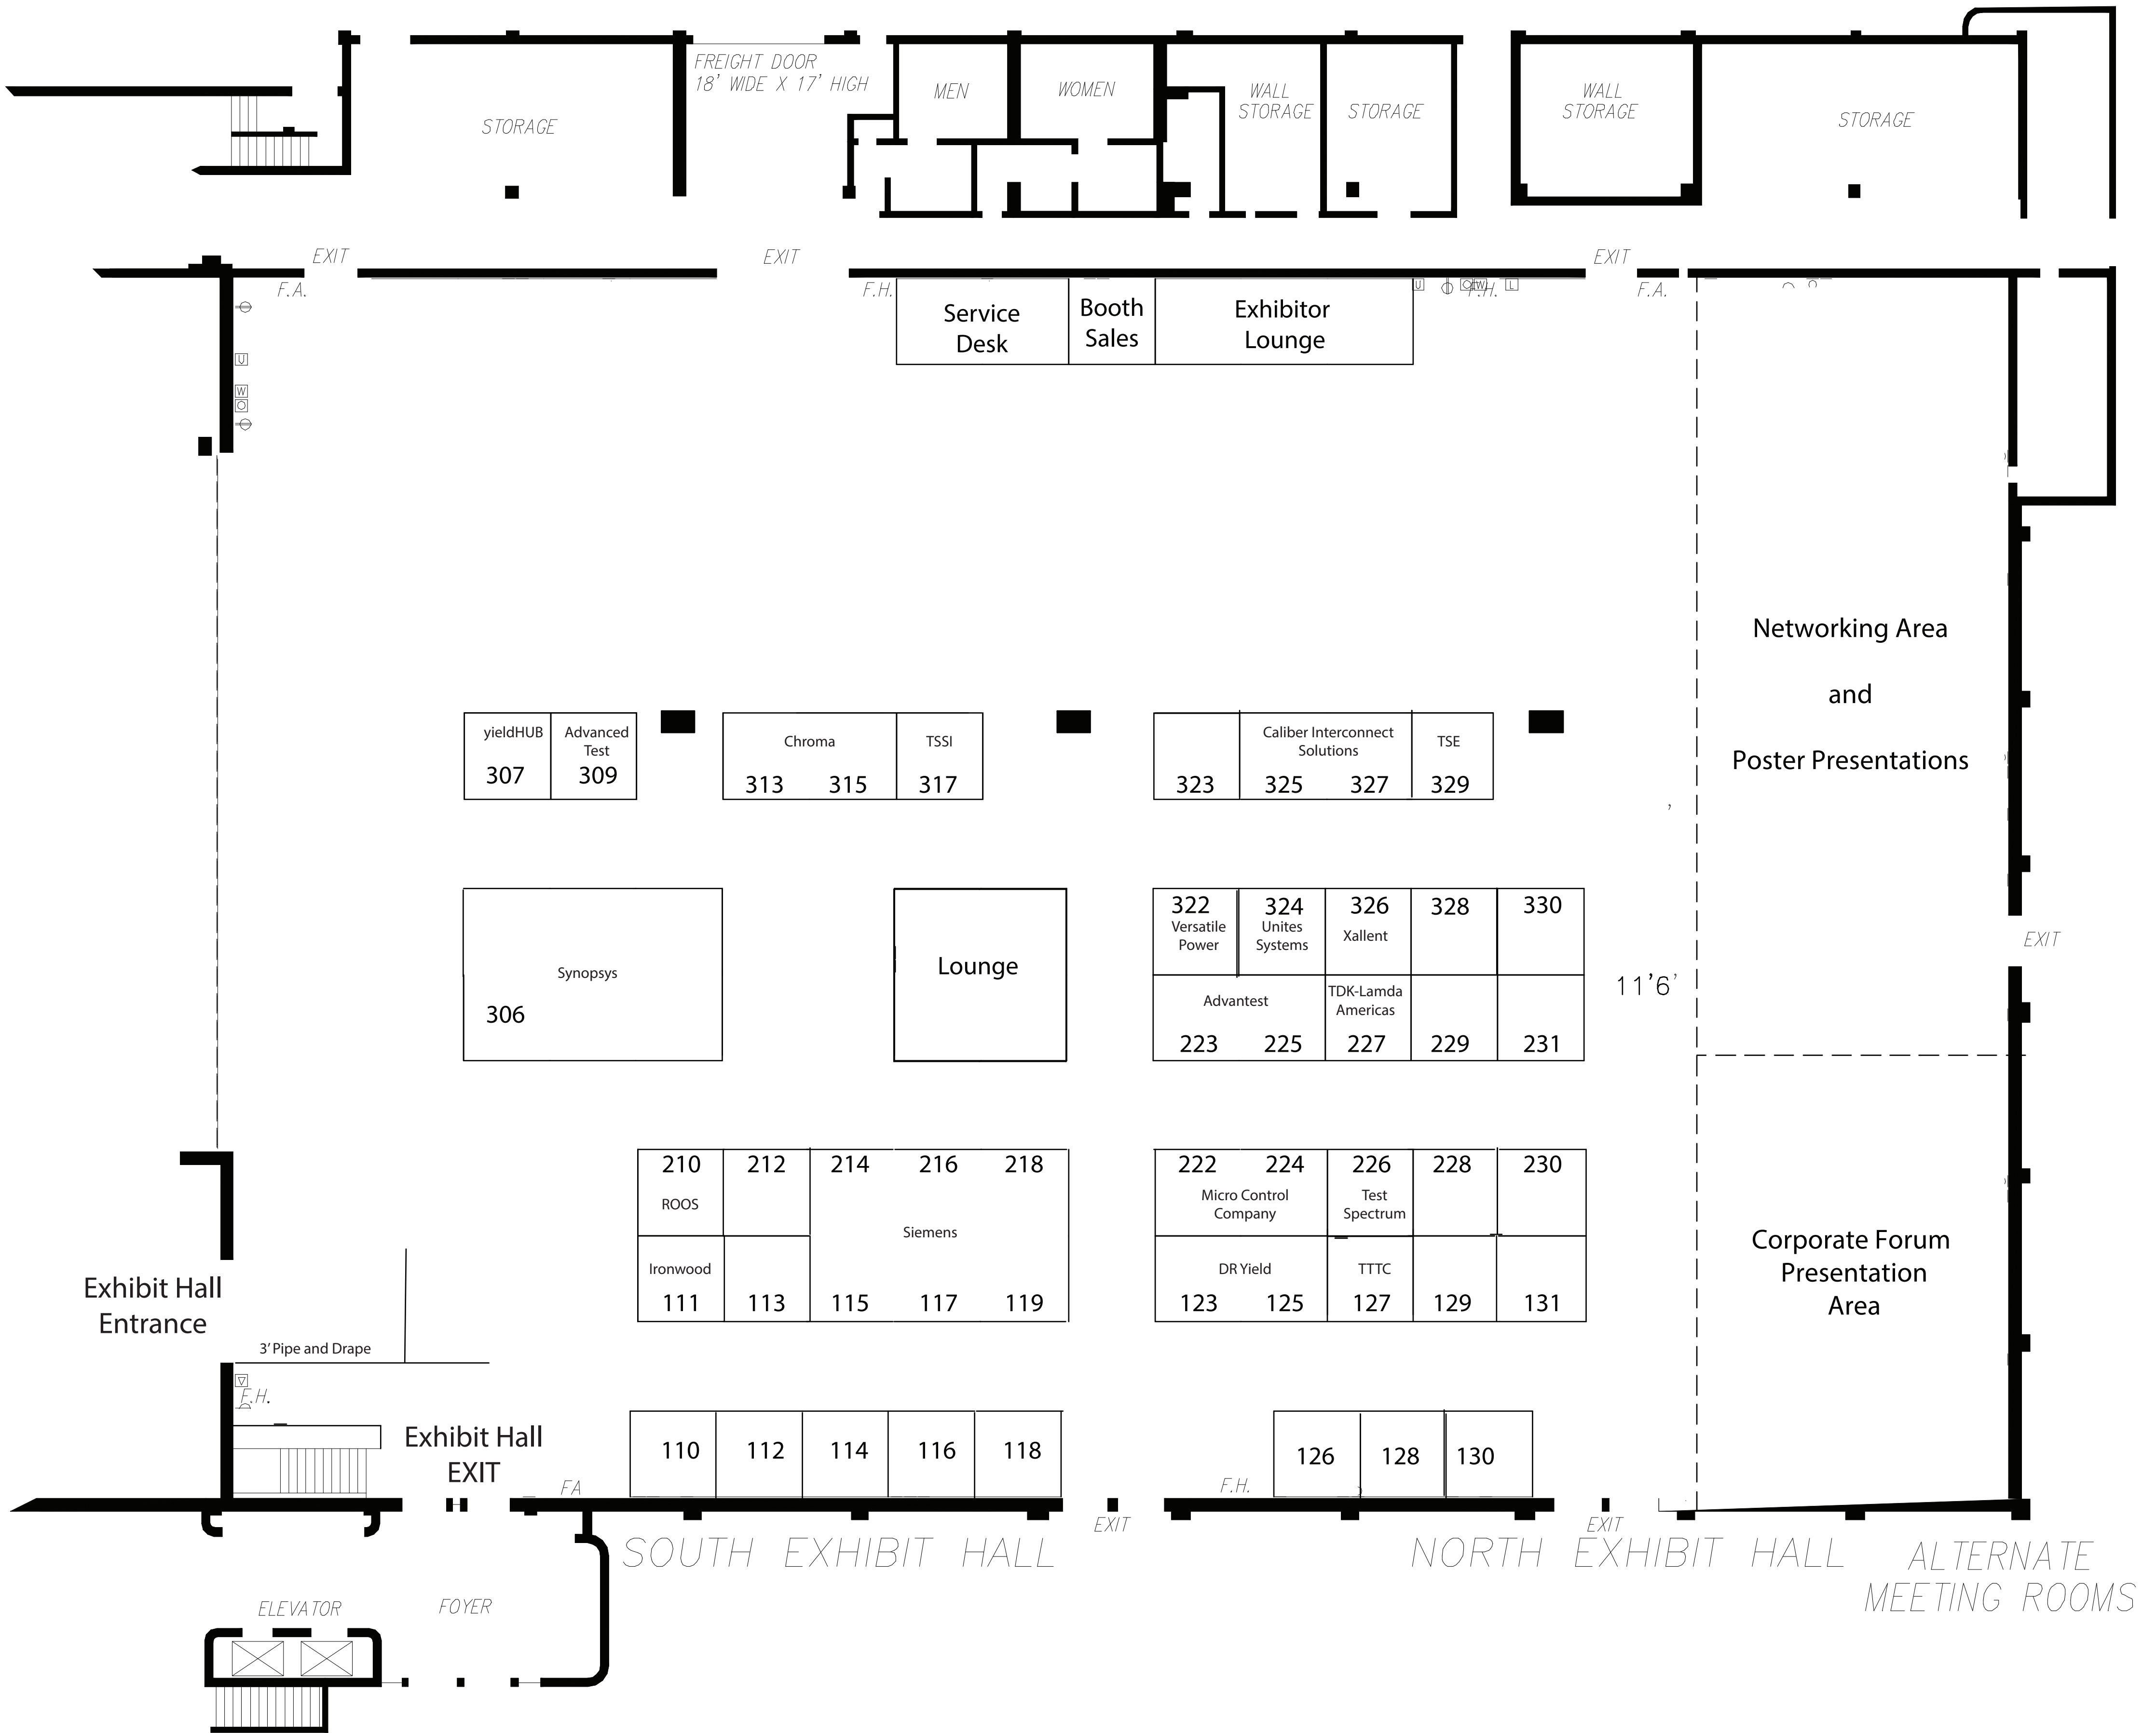 FREIGHT DOOR
18' WIDE X 17' HIGH
MEN
WOMEN
WALL
STORAGE
STORAGE
WALL
STORAGE
STORAGE
STORAGE
EXIT
EXIT
EXIT
F.A.
F.H.
F.H.
F.A.
U
W
L
Service
Desk
Booth
Sales
Exhibitor
Lounge
U
W
Networking Area
and
Poster Presentations
yieldHUB
307
Advanced
Test
309
Chroma
313 315
TSSI
317
323
Caliber Interconnect
Solutions
325 327
TSE
329
Synopsys
306
Lounge
322
Versatile
Power
324
Unites
Systems
326
Xallent
328
330
Advantest
223 225
TDK-Lamda
Americas
227
229
231
11'6'
EXIT
210
ROOS
212
214 216 218
Siemens
115 117 119
Ironwood
111
113
222 224
Micro Control
Company
226
Test
Spectrum
228
230
DR Yield
123 125
TTTC
127
129
131
Corporate Forum
Presentation
Area
Exhibit Hall
Entrance
3' Pipe and Drape
F.H.
Exhibit Hall
EXIT
FA
110 112 114 116 118
F.H.
126 128 130
EXIT
EXIT
SOUTH EXHIBIT HALL
NORTH EXHIBIT HALL
ALTERNATE
MEETING ROOMS
ELEVATOR
FOYER